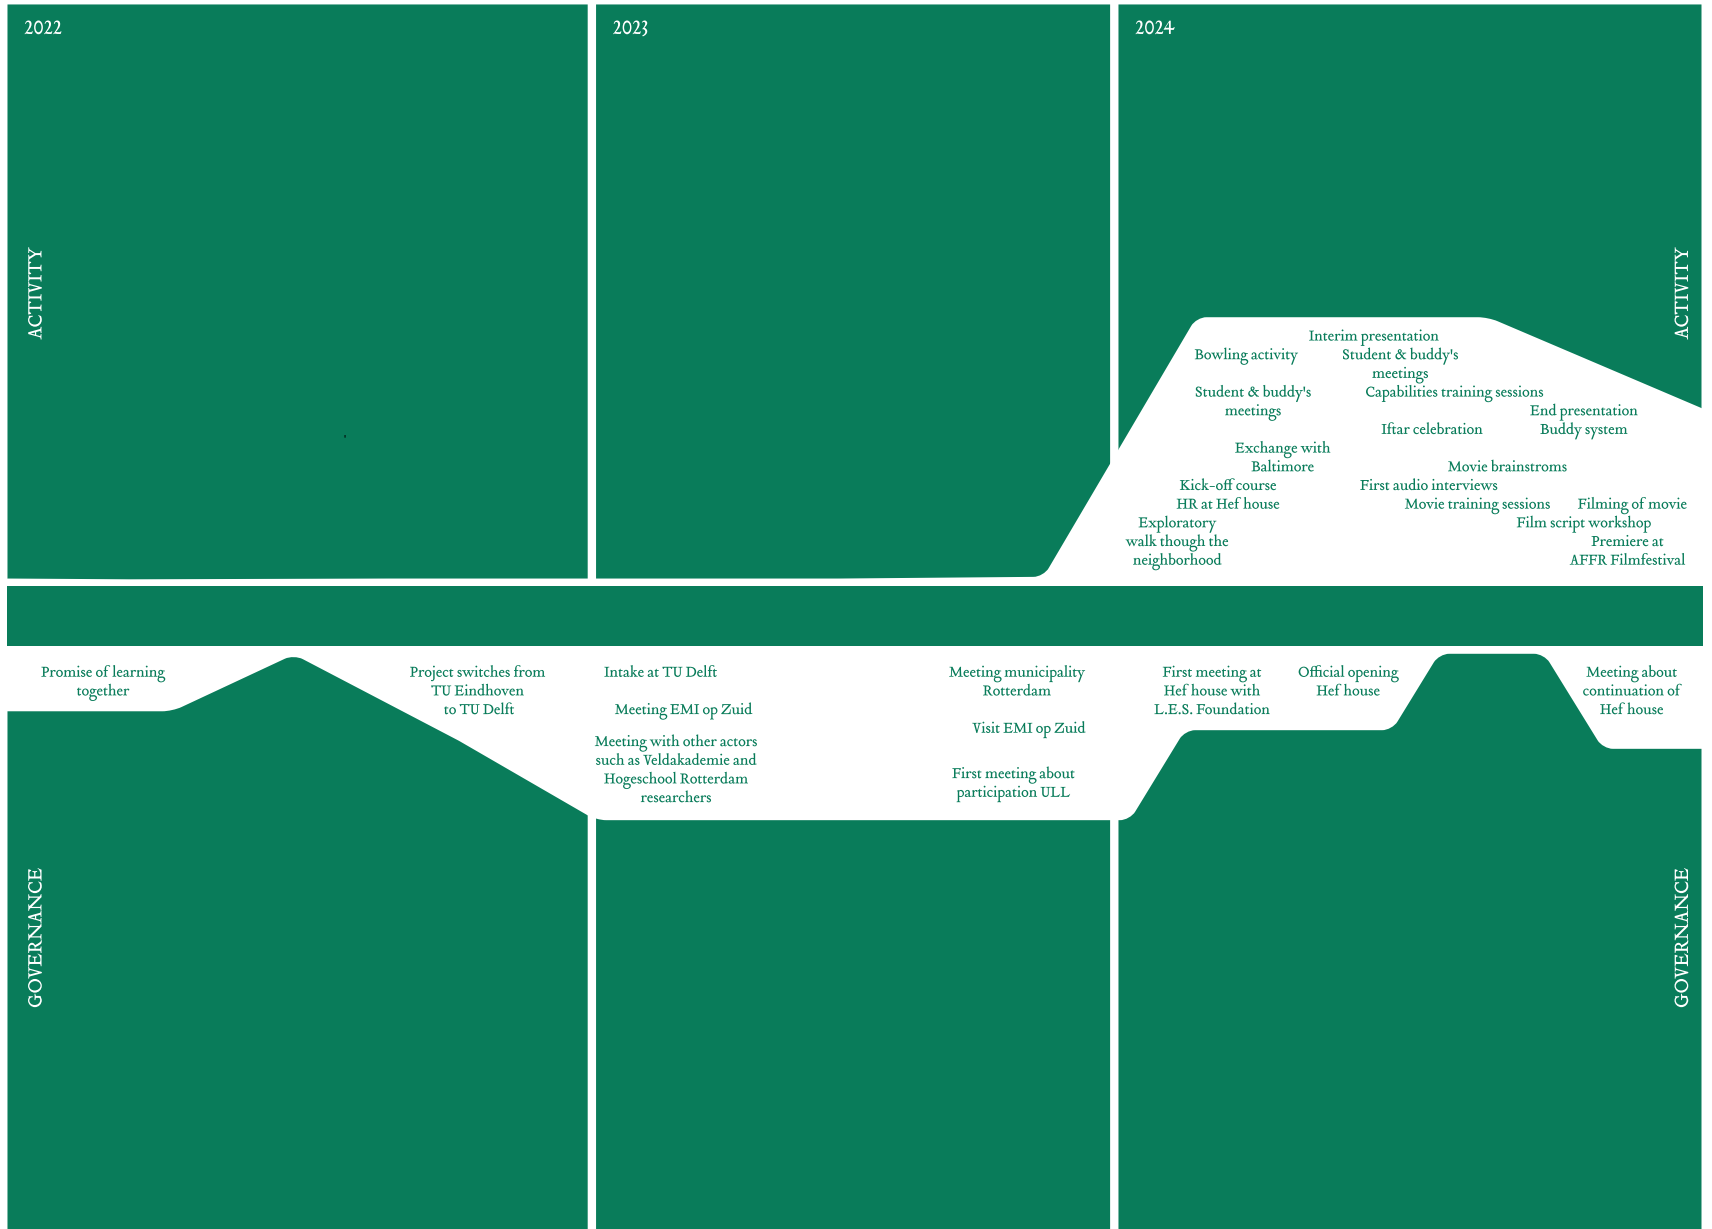 2022
2023
2024
ACTIVITY
ACTIVITY
Interim presentation
Bowling activity
Student & buddy's
meetings
Student & buddy's
meetings
Capabilities training sessions
End presentation
Iftar celebration
Buddy system
Exchange with
Baltimore
Movie brainstroms
Kick-off course
HR at Hef house
First audio interviews
Movie training sessions
Filming of movie
Exploratory
walk though the
neighborhood
Film script workshop
Premiere at
AFFR Filmfestival
Promise of learning
together
Project switches from
TU Eindhoven
to TU Delft
Intake at TU Delft
Meeting EMI op Zuid
Meeting with other actors
such as Veldakademie and
Hogeschool Rotterdam
researchers
Meeting municipality
Rotterdam
Visit EMI op Zuid
First meeting about
participation ULL
First meeting at
Hef house with
L.E.S. Foundation
Official opening
Hef house
Meeting about
continuation of
Hef house
GOVERNANCE
GOVERNANCE